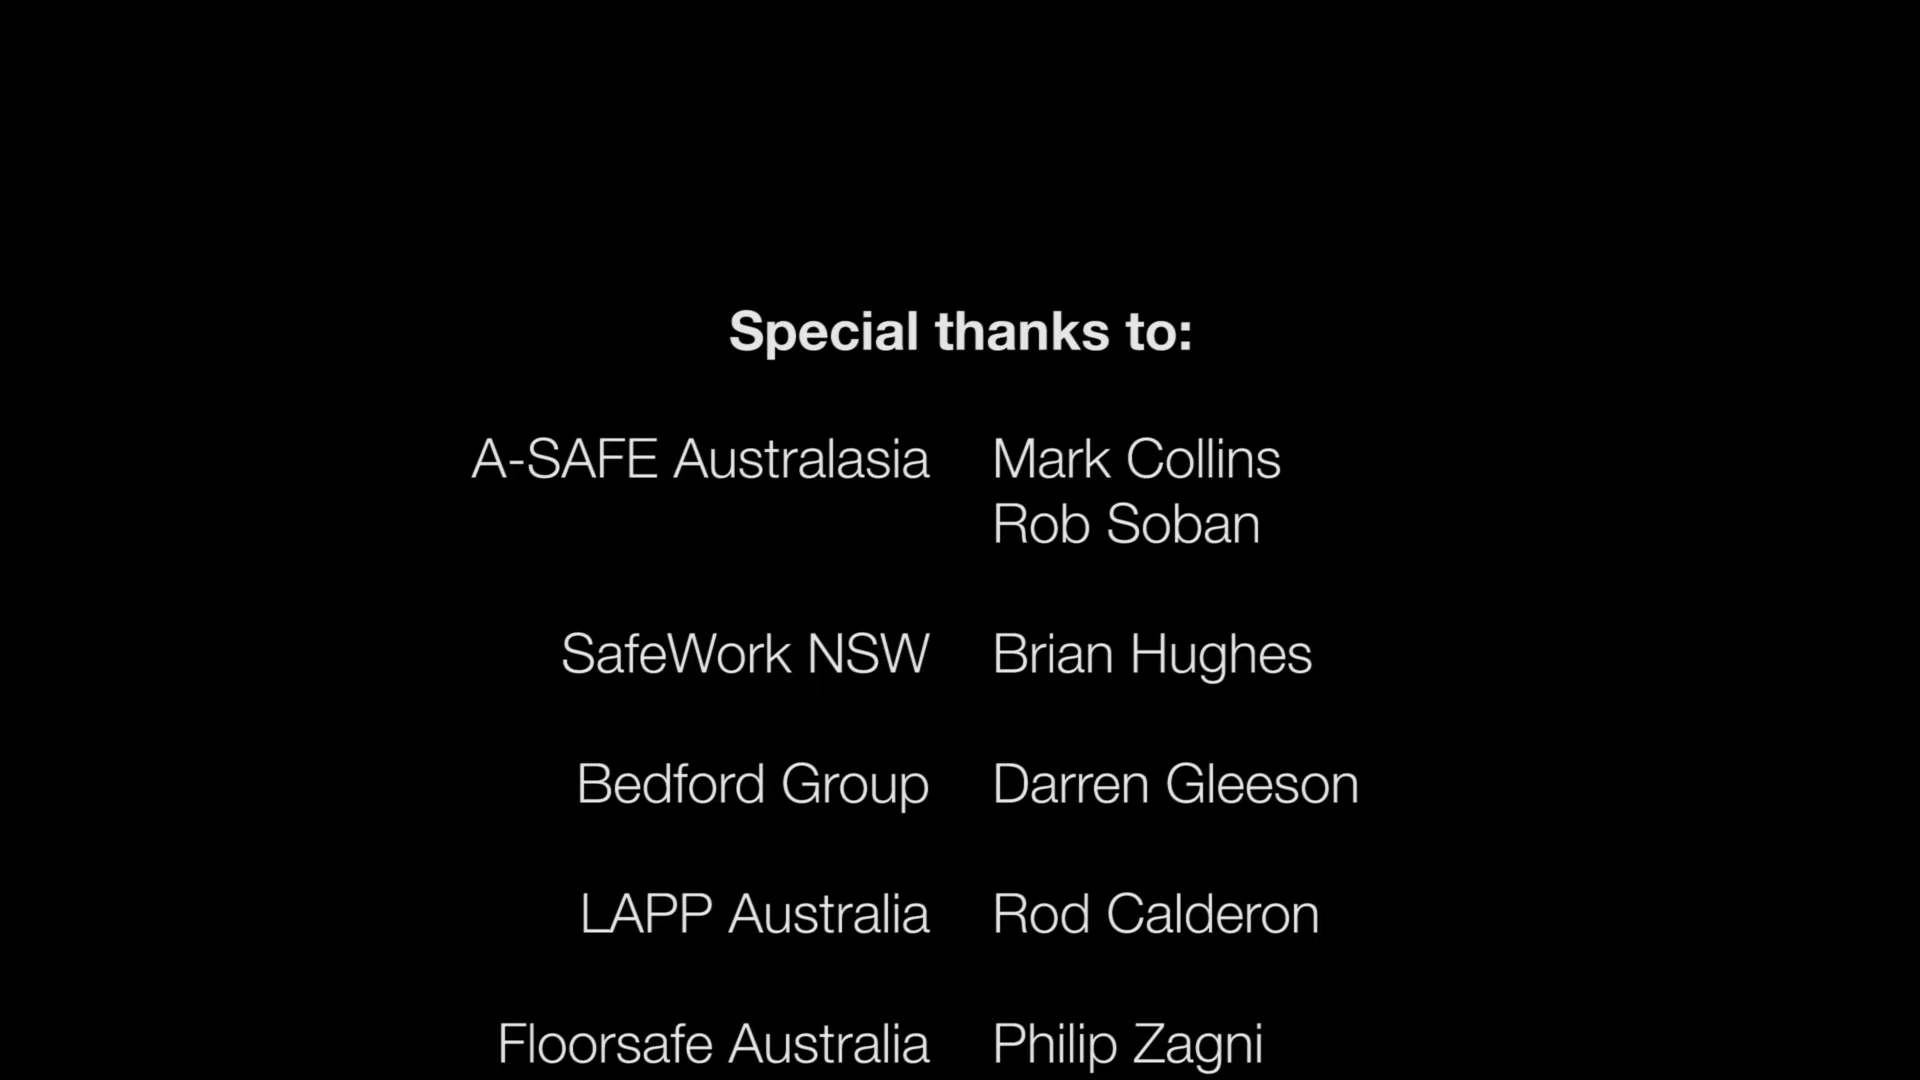 Special thanks to:
A-SAFE Australasia Mark Collins
Rob Soban
SafeWork NSW Brian Hughes
Bedford Group Darren Gleeson
LAPP Australia Rod Calderon
Floorsafe Australia Philip Zagni